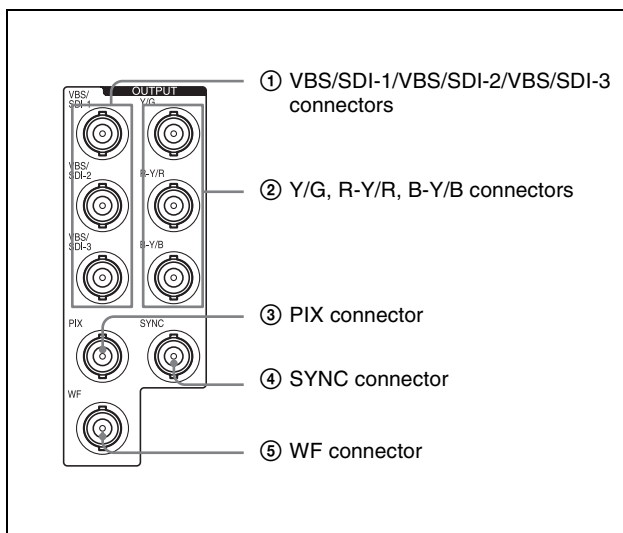 OUTPUT
VBS/
SDI-1
Y/G
VBS/
SDI-2
R-Y/R
VBS/
SDI-3
B-Y/B
PIX
SYNC
WF
① VBS/SDI-1/VBS/SDI-2/VBS/SDI-3
connectors
② Y/G, R-Y/R, B-Y/B connectors
③ PIX connector
④ SYNC connector
⑤ WF connector